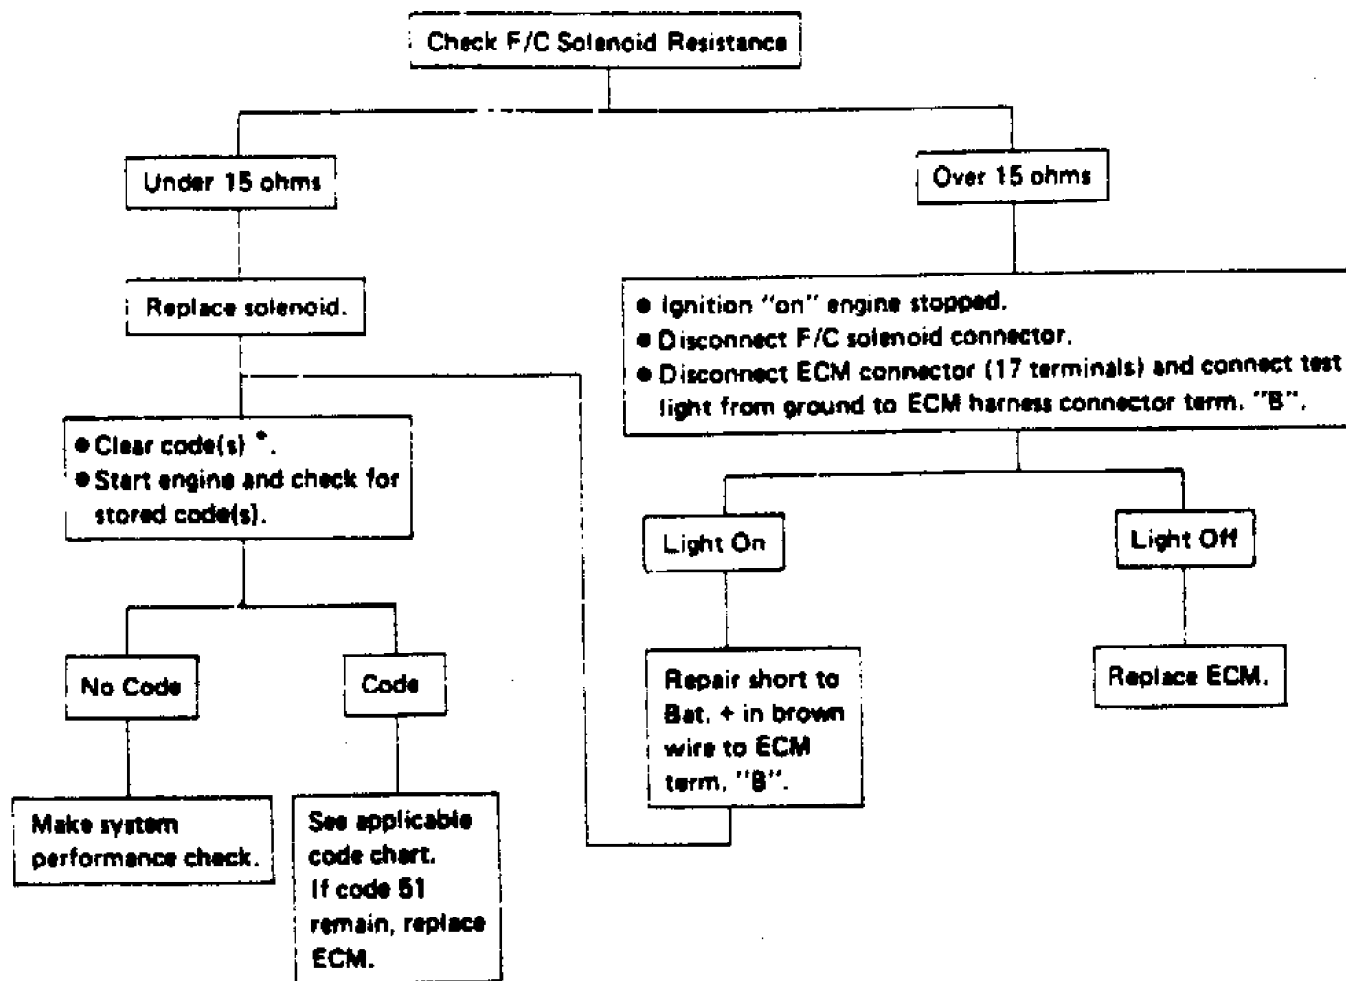 Check F/C Solenoid Resistance
Under 15 ohms
Over 15 ohms
Replace solenoid.
● Ignition "on" engine stopped.
● Disconnect F/C solenoid connector.
● Disconnect ECM connector (17 terminals) and connect test
light from ground to ECM harness connector term. "B".
● Clear code(s) *.
● Start engine and check for
stored code(s).
Light On
Light Off
No Code
Code
Repair short to
Bat. + in brown
wire to ECM
term. "B".
Replace ECM.
Make system
performance check.
See applicable
code chart.
If code 51
remain, replace
ECM.